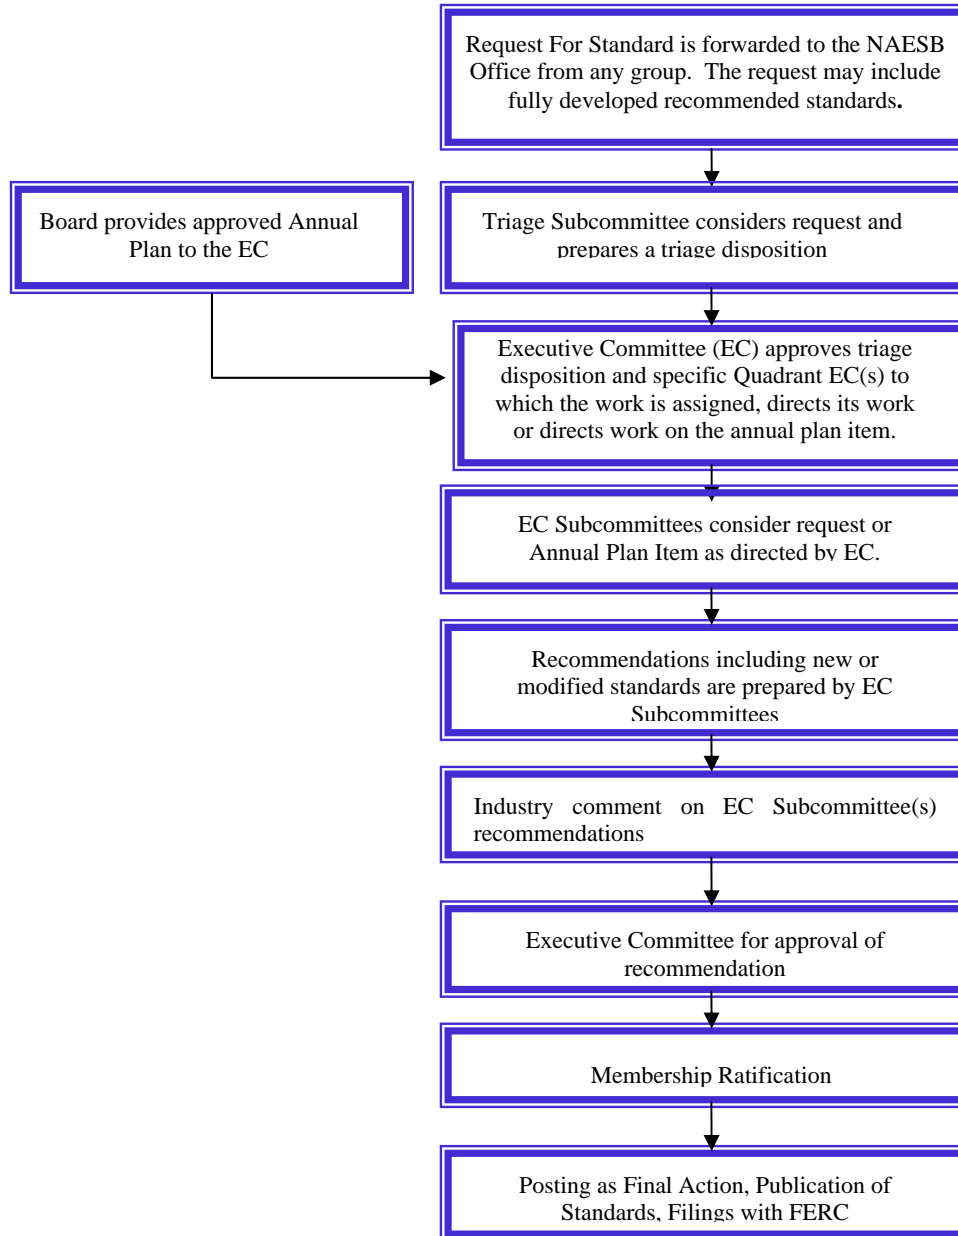 Request For Standard is forwarded to the NAESB
Office from any group. The request may include
fully developed recommended standards.
Board provides approved Annual
Plan to the EC
Triage Subcommittee considers request and
prepares a triage disposition
Executive Committee (EC) approves triage
disposition and specific Quadrant EC(s) to
which the work is assigned, directs its work
or directs work on the annual plan item.
EC Subcommittees consider request or
Annual Plan Item as directed by EC.
Recommendations including new or
modified standards are prepared by EC
Subcommittees
Industry comment on EC Subcommittee(s)
recommendations
Executive Committee for approval of
recommendation
Membership Ratification
Posting as Final Action, Publication of
Standards, Filings with FERC